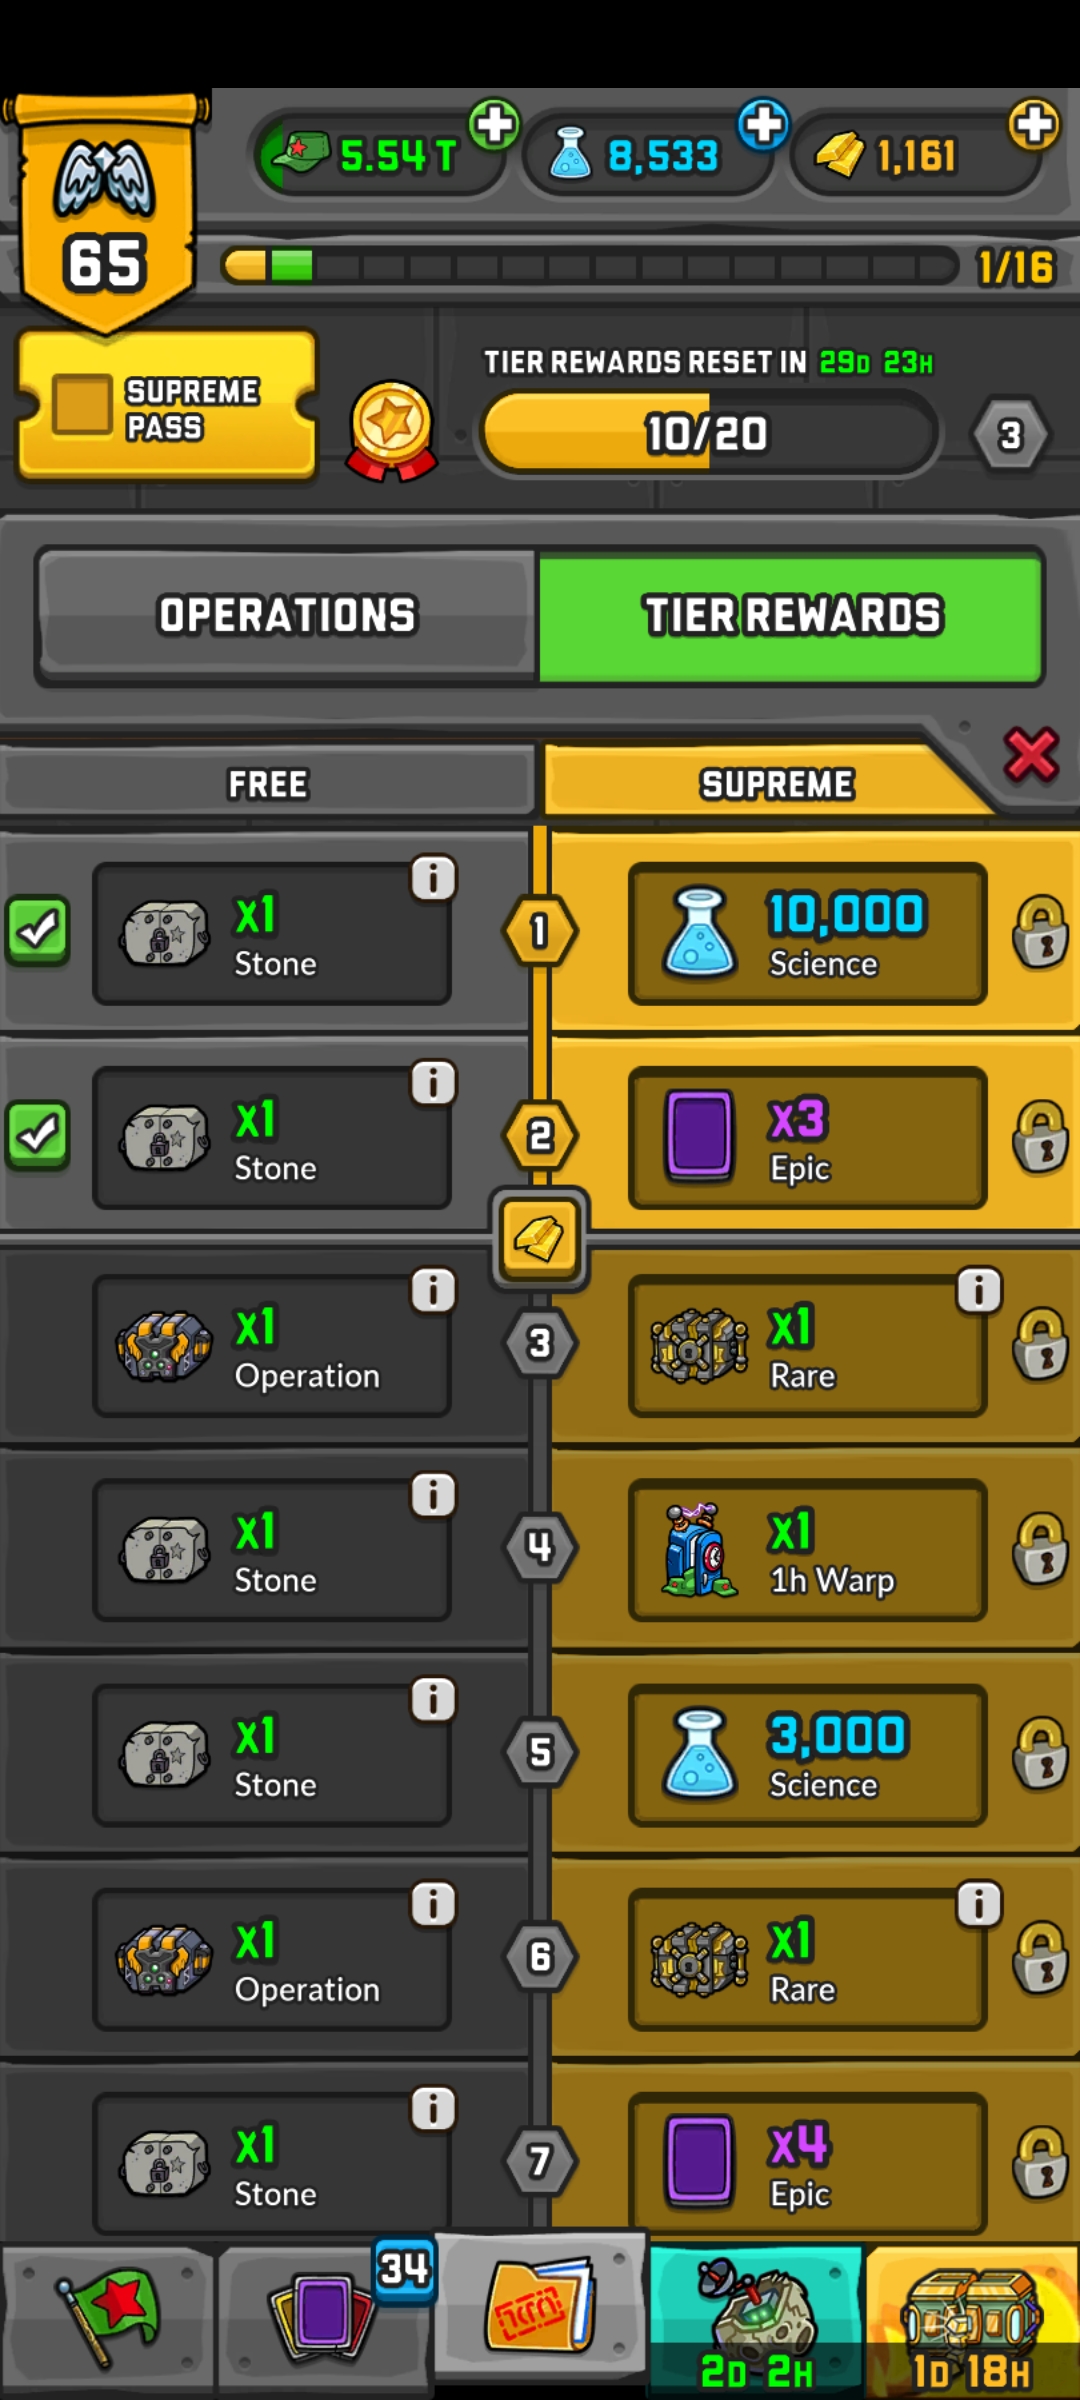 5.54 T
8,533
1,161
65
1/16
SUPREME
PASS
TIER REWARDS RESET IN 29D 23H
10/20
3
OPERATIONS
TIER REWARDS
FREE
SUPREME
X1
Stone
1
10,000
Science
X1
Stone
2
X3
Epic
X1
Operation
3
X1
Rare
X1
Stone
4
X1
1h Warp
X1
Stone
5
3,000
Science
X1
Operation
6
X1
Rare
X1
Stone
7
X4
Epic
34
2D 2H
1D 18H